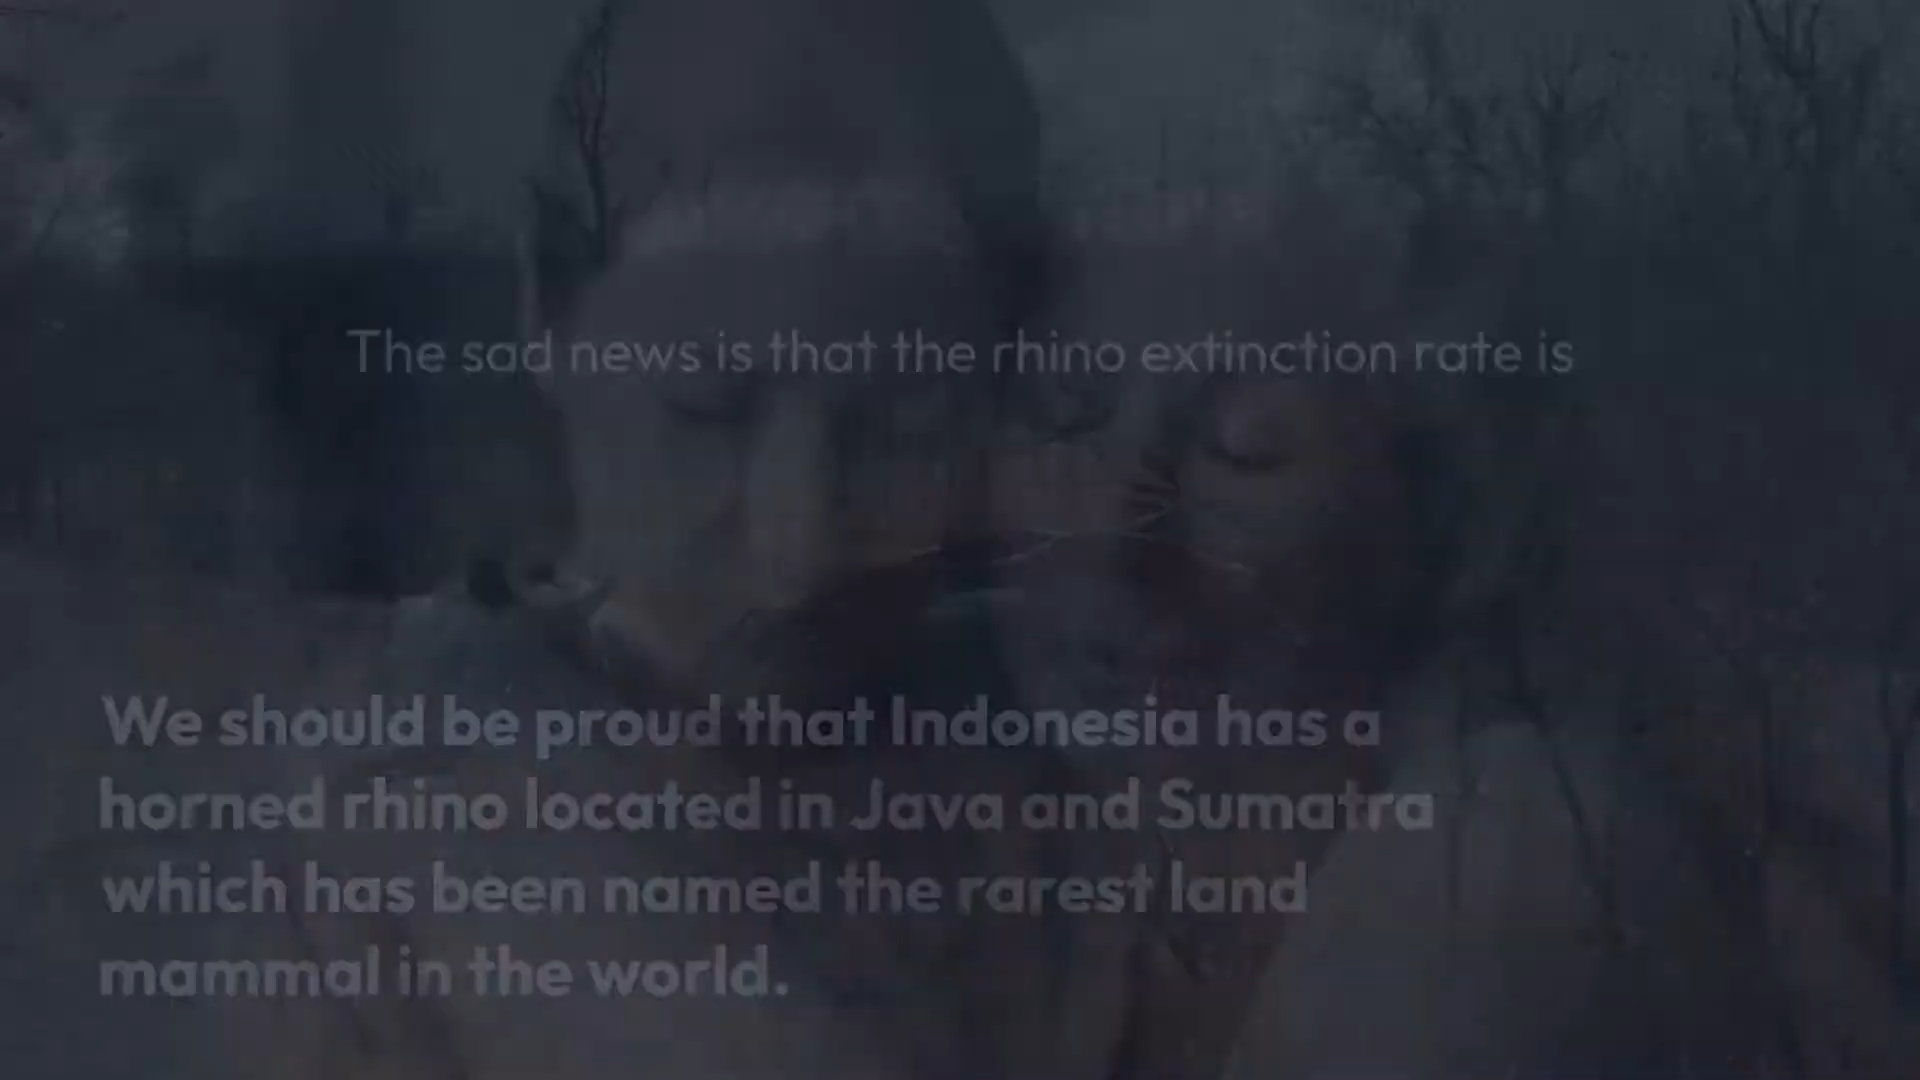 The sad news is that the rhino extinction rate is
We should be proud that Indonesia has a
horned rhino located in Java and Sumatra
which has been named the rarest land
mammal in the world.